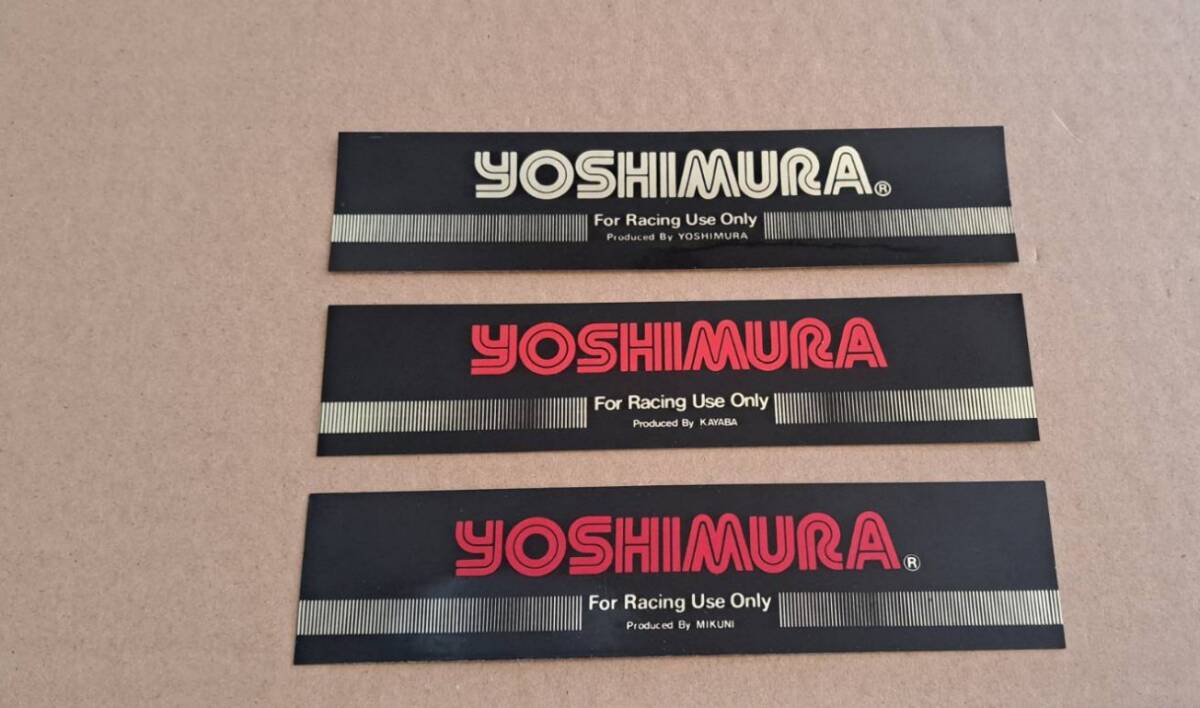 YOSHIMURA®
For Racing Use Only
Produced By YOSHIMURA
YOSHIMURA
For Racing Use Only
Produced By KAYABA
YOSHIMURA®
For Racing Use Only
Produced By MIKUNI